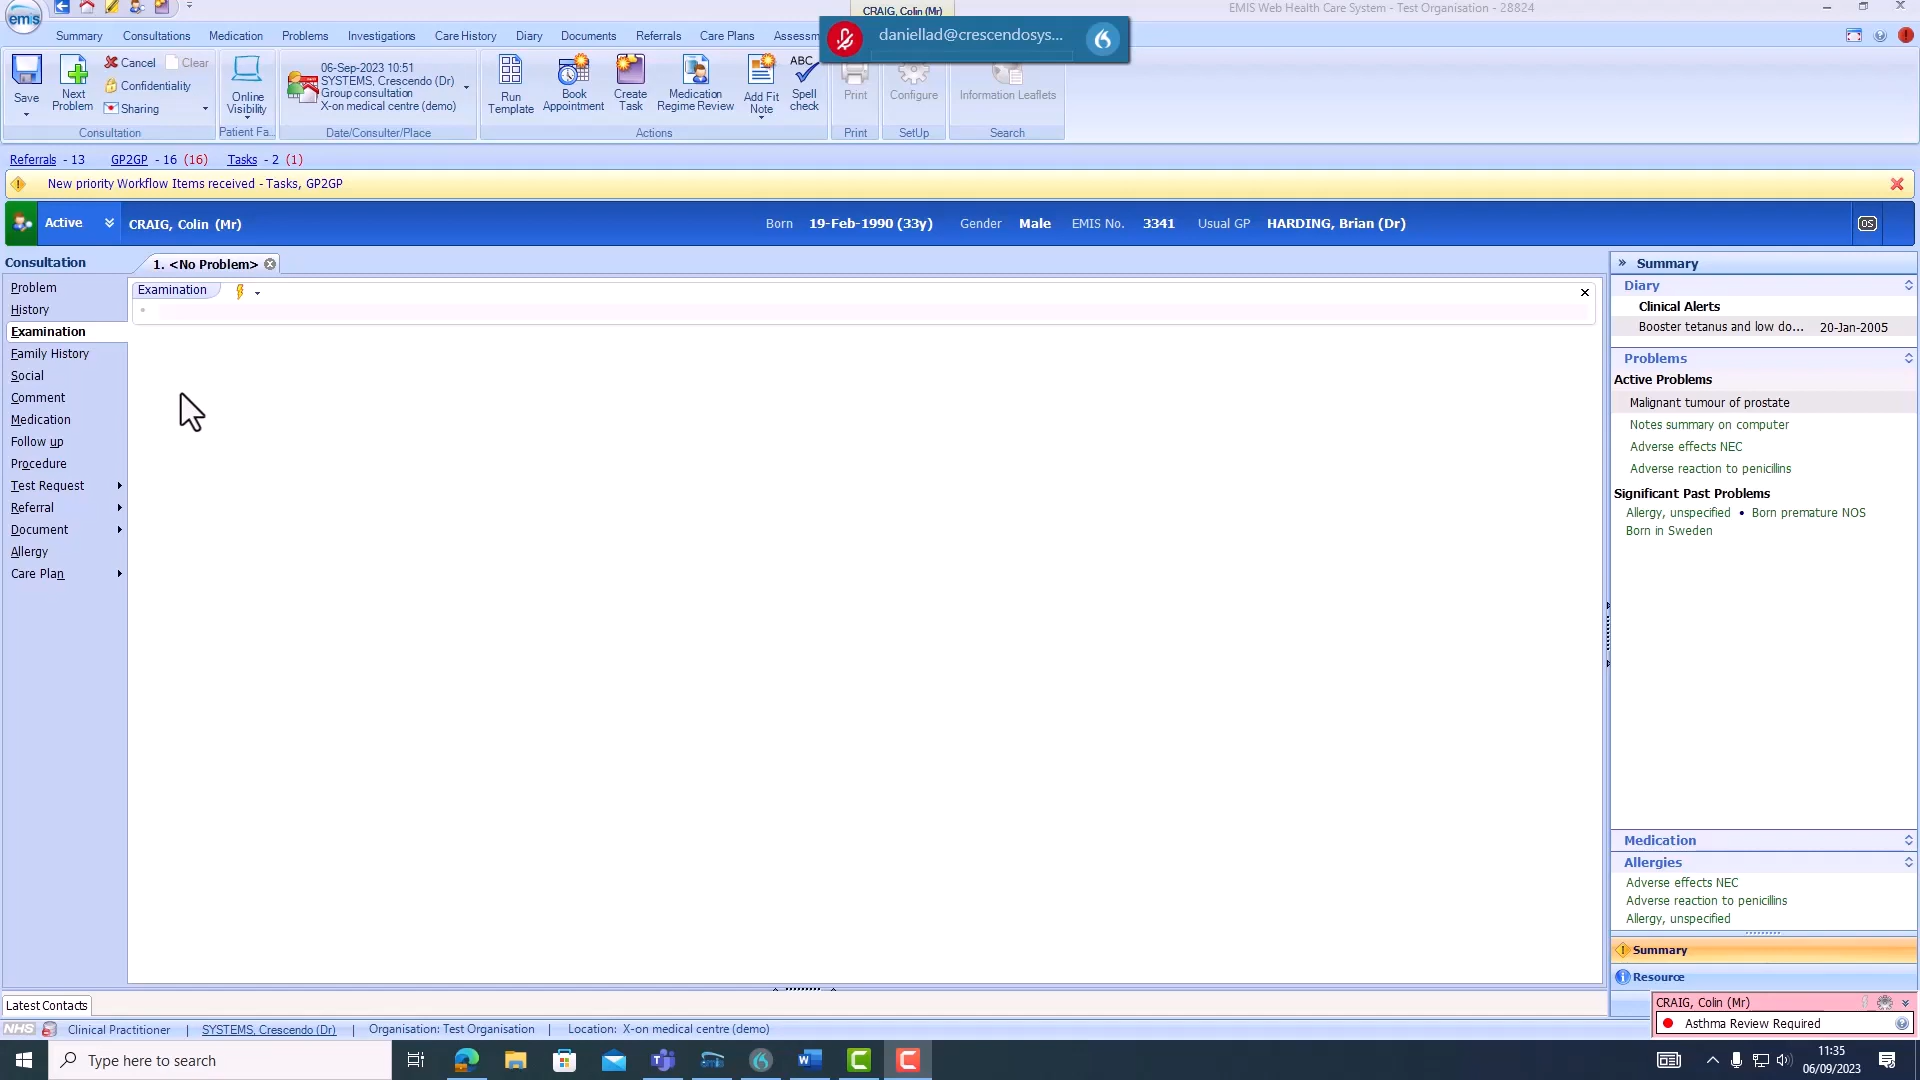 CRAIG, Colin (Mr)
EMIS Web Health Care System - Test Organisation - 28824
emis
Summary Consultations Medication Problems Investigations Care History Diary Documents Referrals Care Plans Assessm
daniellad@crescendosys...
Save
Next Problem
Cancel Clear
Confidentiality
Sharing
Consultation
Online Visibility
Patient Fa...
06-Sep-2023 10:51
SYSTEMS, Crescendo (Dr)
Group consultation
X-on medical centre (demo)
Date/Consulter/Place
Run Template
Book Appointment
Create Task
Medication Regime Review
Add Fit Note
ABC
Spell check
Actions
Print
Print
Configure
SetUp
Information Leaflets
Search
Referrals - 13 GP2GP - 16 (16) Tasks - 2 (1)
New priority Workflow Items received - Tasks, GP2GP
Active CRAIG, Colin (Mr) Born 19-Feb-1990 (33y) Gender Male EMIS No. 3341 Usual GP HARDING, Brian (Dr) OS
Consultation
Problem
History
Examination
Family History
Social
Comment
Medication
Follow up
Procedure
Test Request
Referral
Document
Allergy
Care Plan
1. <No Problem>
Examination
» Summary
Diary
Clinical Alerts
Booster tetanus and low do... 20-Jan-2005
Problems
Active Problems
Malignant tumour of prostate
Notes summary on computer
Adverse effects NEC
Adverse reaction to penicillins
Significant Past Problems
Allergy, unspecified • Born premature NOS
Born in Sweden
Medication
Allergies
Adverse effects NEC
Adverse reaction to penicillins
Allergy, unspecified
Summary
Resource
CRAIG, Colin (Mr)
Asthma Review Required
Latest Contacts
NHS Clinical Practitioner | SYSTEMS, Crescendo (Dr) | Organisation: Test Organisation | Location: X-on medical centre (demo)
Type here to search
11:35
06/09/2023